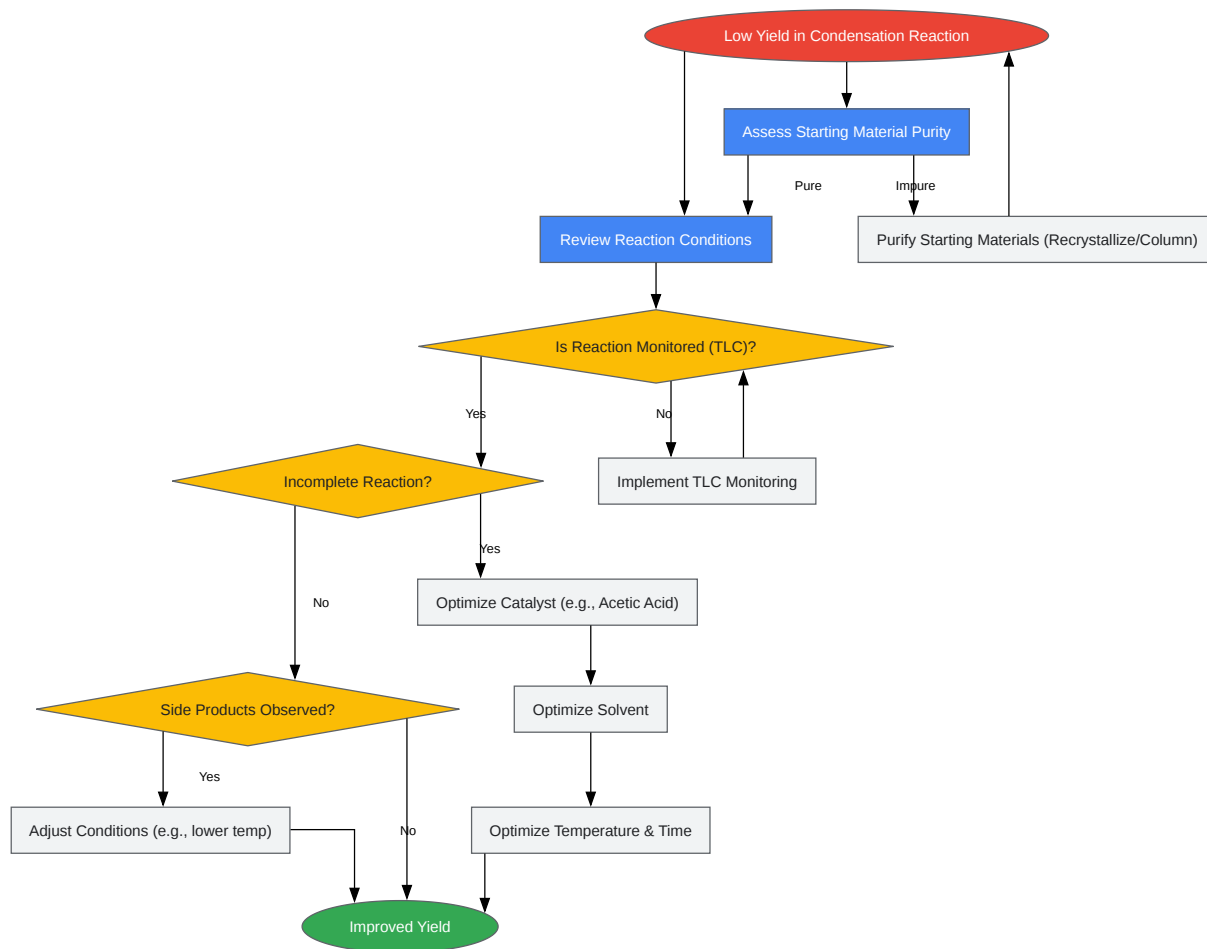 Low Yield in Condensation Reaction
Assess Starting Material Purity
Pure
Impure
Review Reaction Conditions
Purify Starting Materials (Recrystallize/Column)
Is Reaction Monitored (TLC)?
Yes
No
Incomplete Reaction?
Implement TLC Monitoring
Yes
No
Optimize Catalyst (e.g., Acetic Acid)
Side Products Observed?
Optimize Solvent
Yes
No
Adjust Conditions (e.g., lower temp)
Optimize Temperature & Time
Improved Yield